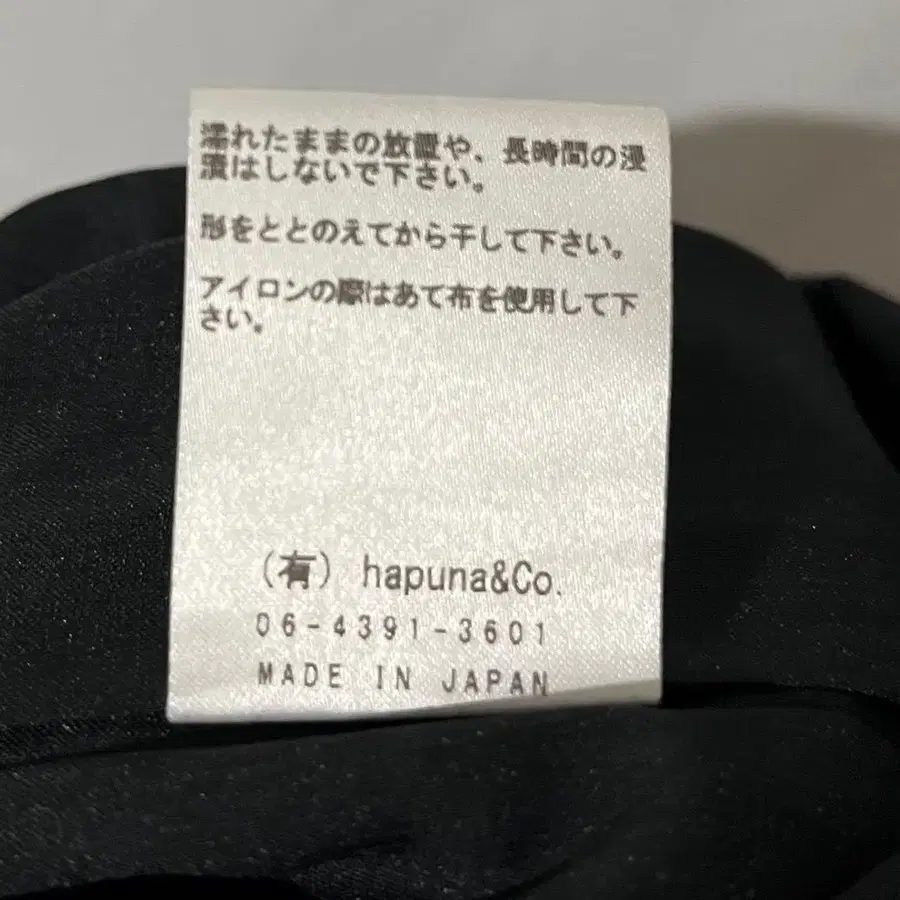 濡れたままの放置や、長時間の浸
漬はしないで下さい。
形をととのえてから干して下さい。
アイロンの際はあて布を使用して下
さい。
(有) hapuna&Co.
06-4391-3601
MADE IN JAPAN